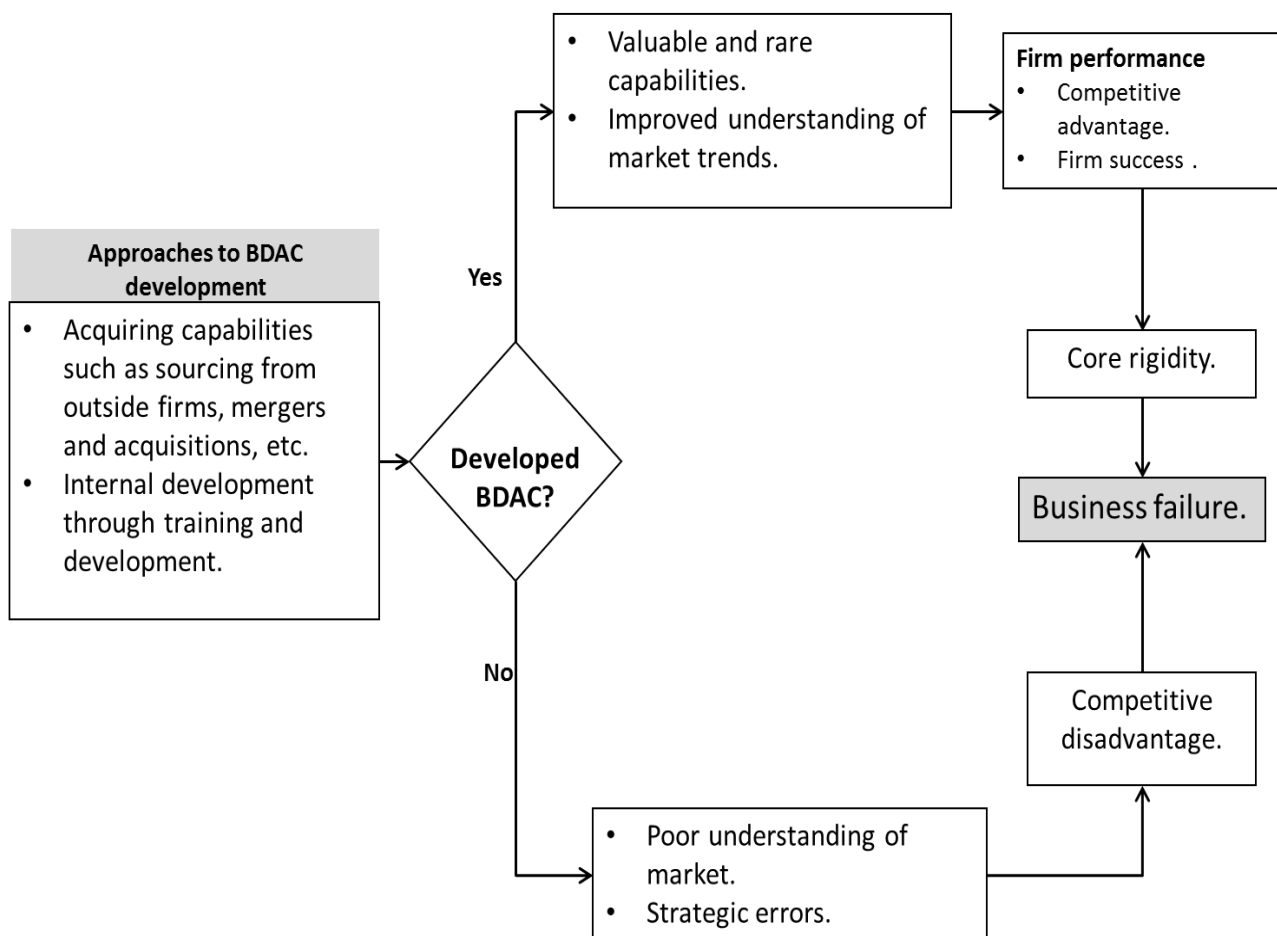 Approaches to BDAC
development
• Acquiring capabilities
such as sourcing from
outside firms, mergers
and acquisitions, etc.
• Internal development
through training and
development.
Developed
BDAC?
Yes
• Valuable and rare
capabilities.
• Improved understanding of
market trends.
Firm performance
• Competitive
advantage.
• Firm success .
Core rigidity.
Business failure.
No
• Poor understanding of
market.
• Strategic errors.
Competitive
disadvantage.